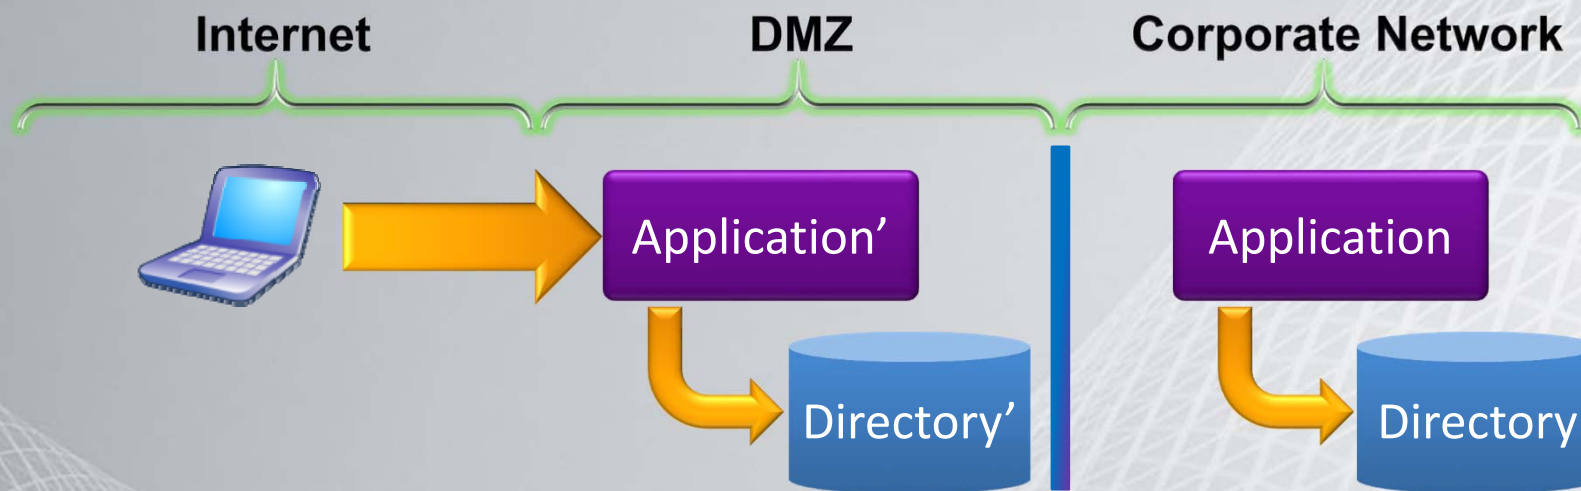 Internet
DMZ
Corporate Network
Application’
Application
Directory’
Directory